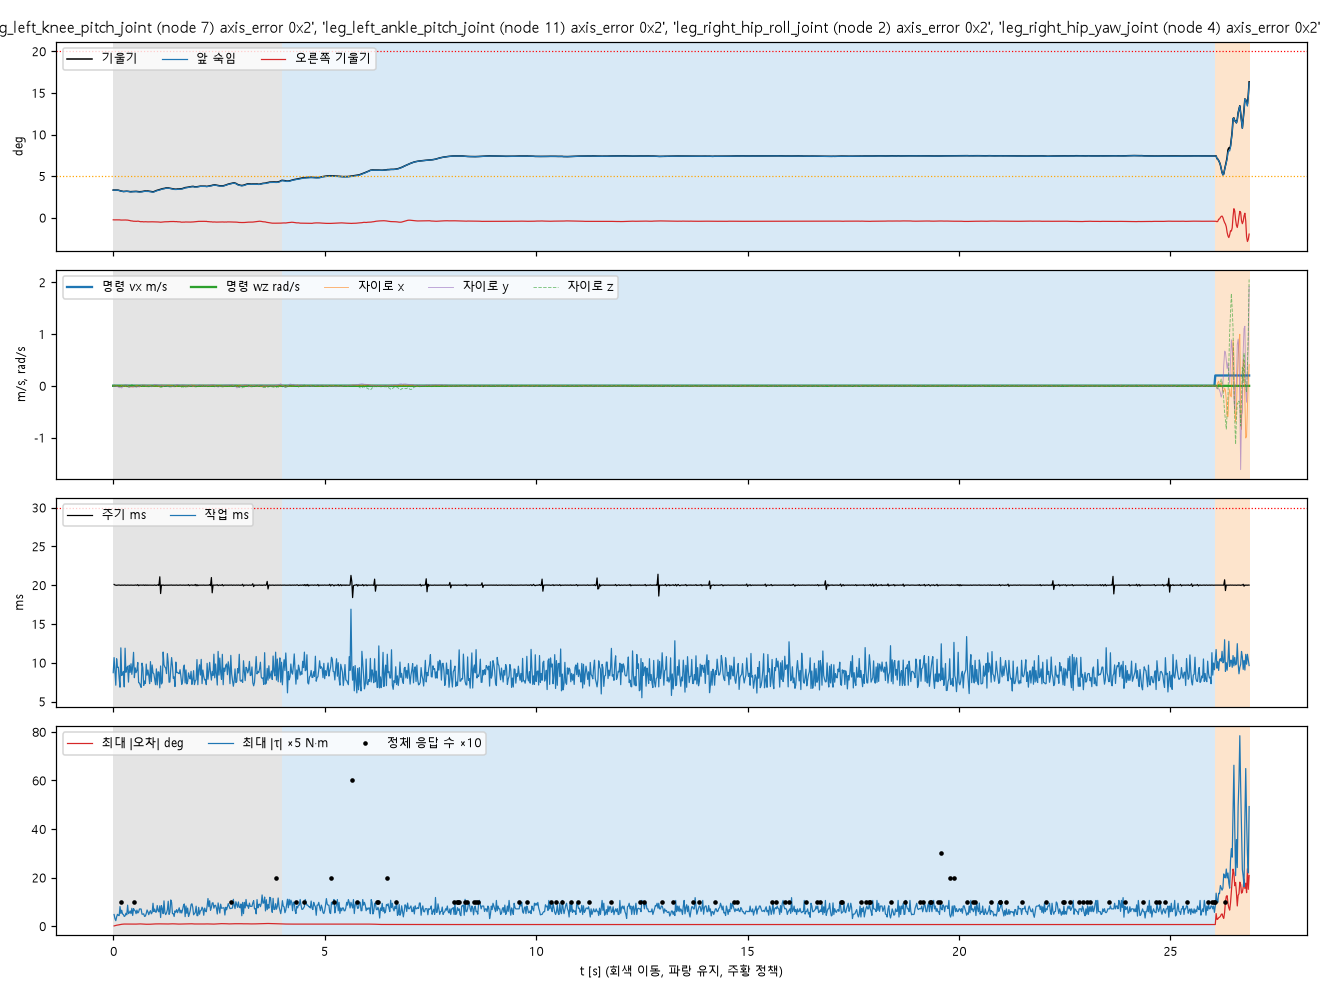 g_left_knee_pitch_joint (node 7) axis_error 0x2', 'leg_left_ankle_pitch_joint (node 11) axis_error 0x2', 'leg_right_hip_roll_joint (node 2) axis_error 0x2', 'leg_right_hip_yaw_joint (node 4) axis_error 0x2'
기울기 앞 숙임 오른쪽 기울기
20
15
10
5
0
deg
명령 vx m/s 명령 wz rad/s 자이로 x 자이로 y 자이로 z
2
1
0
-1
m/s, rad/s
주기 ms 작업 ms
30
25
20
15
10
5
ms
최대 |오차| deg 최대 |τ| ×5 N·m 정체 응답 수 ×10
80
60
40
20
0
0 5 10 15 20 25
t [s] (회색 이동, 파랑 유지, 주황 정책)